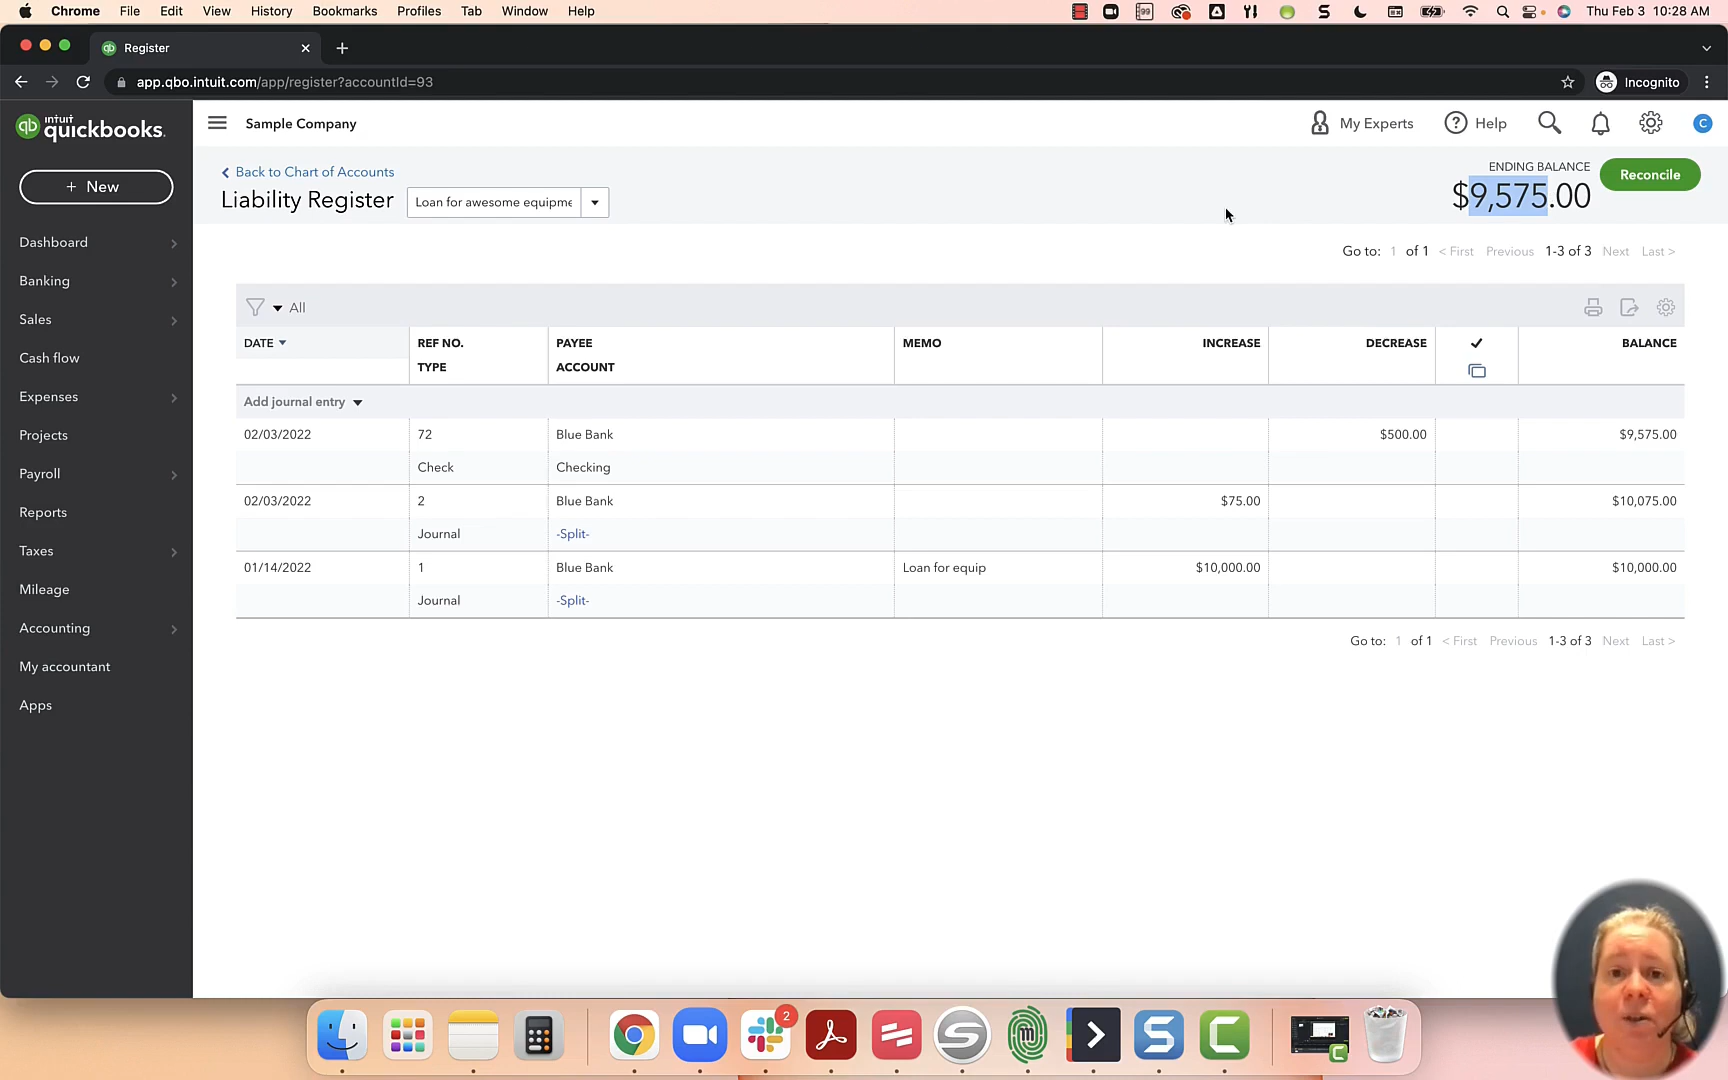 Chrome File Edit View History Bookmarks Profiles Tab Window Help Thu Feb 3 10:28 AM
Register
app.qbo.intuit.com/app/register?accountId=93 Incognito
intuit quickbooks.
Sample Company My Experts Help C
+ New
Dashboard
Banking
Sales
Cash flow
Expenses
Projects
Payroll
Reports
Taxes
Mileage
Accounting
My accountant
Apps
Back to Chart of Accounts
Liability Register Loan for awesome equipme
ENDING BALANCE
$9,575.00
Reconcile
Go to: 1 of 1 < First Previous 1-3 of 3 Next Last >
All
DATE REF NO. PAYEE MEMO INCREASE DECREASE ✓ BALANCE
TYPE ACCOUNT
Add journal entry
02/03/2022 72 Blue Bank $500.00 $9,575.00
Check Checking
02/03/2022 2 Blue Bank $75.00 $10,075.00
Journal -Split-
01/14/2022 1 Blue Bank Loan for equip $10,000.00 $10,000.00
Journal -Split-
Go to: 1 of 1 < First Previous 1-3 of 3 Next Last >
2